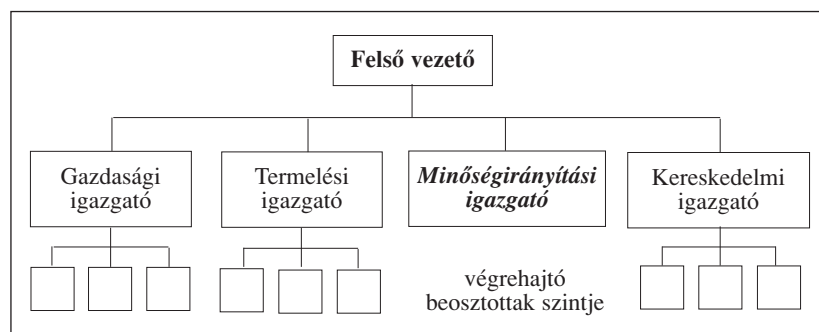 Felső vezető
Gazdasági
igazgató
Termelési
igazgató
Minőségirányítási
igazgató
Kereskedelmi
igazgató
végrehajtó
beosztottak szintje